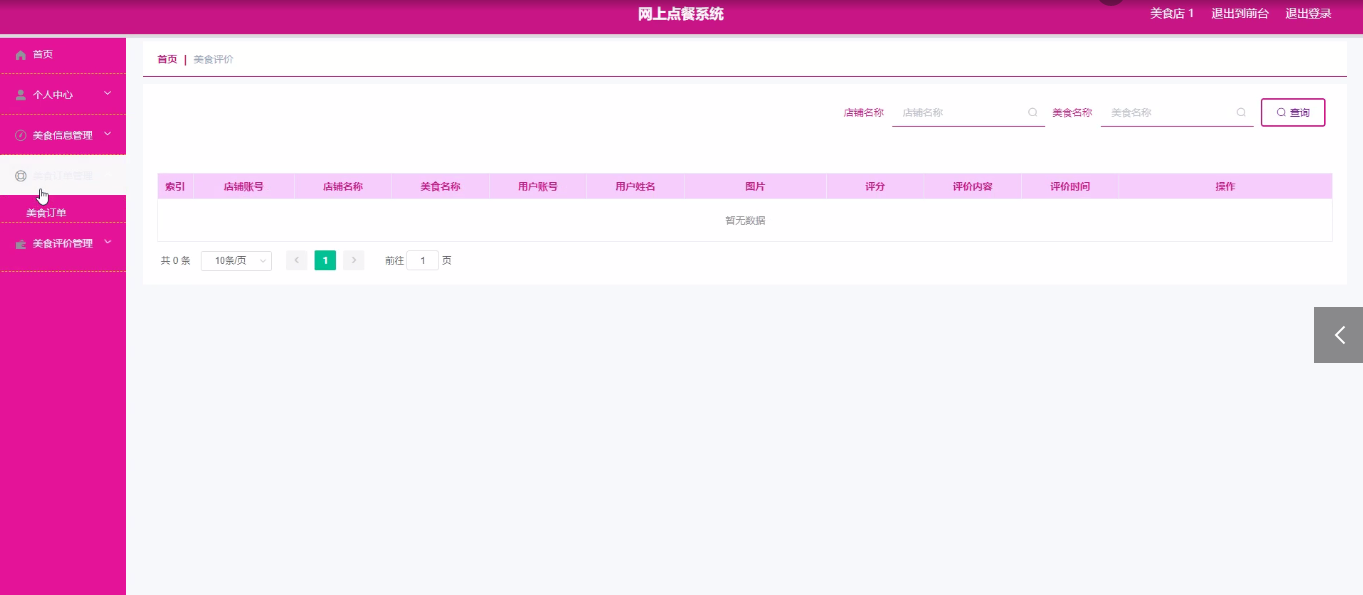 网上点餐系统
美食店 1 退出到前台 退出登录
首页
个人中心
美食信息管理
美食订单
美食评价管理
首页 | 美食评价
店铺名称 店铺名称 美食名称 美食名称 查询
索引 店铺账号 店铺名称 美食名称 用户账号 用户姓名 图片 评分 评价内容 评价时间 操作
暂无数据
共 0 条 10条/页 1 前往 1 页